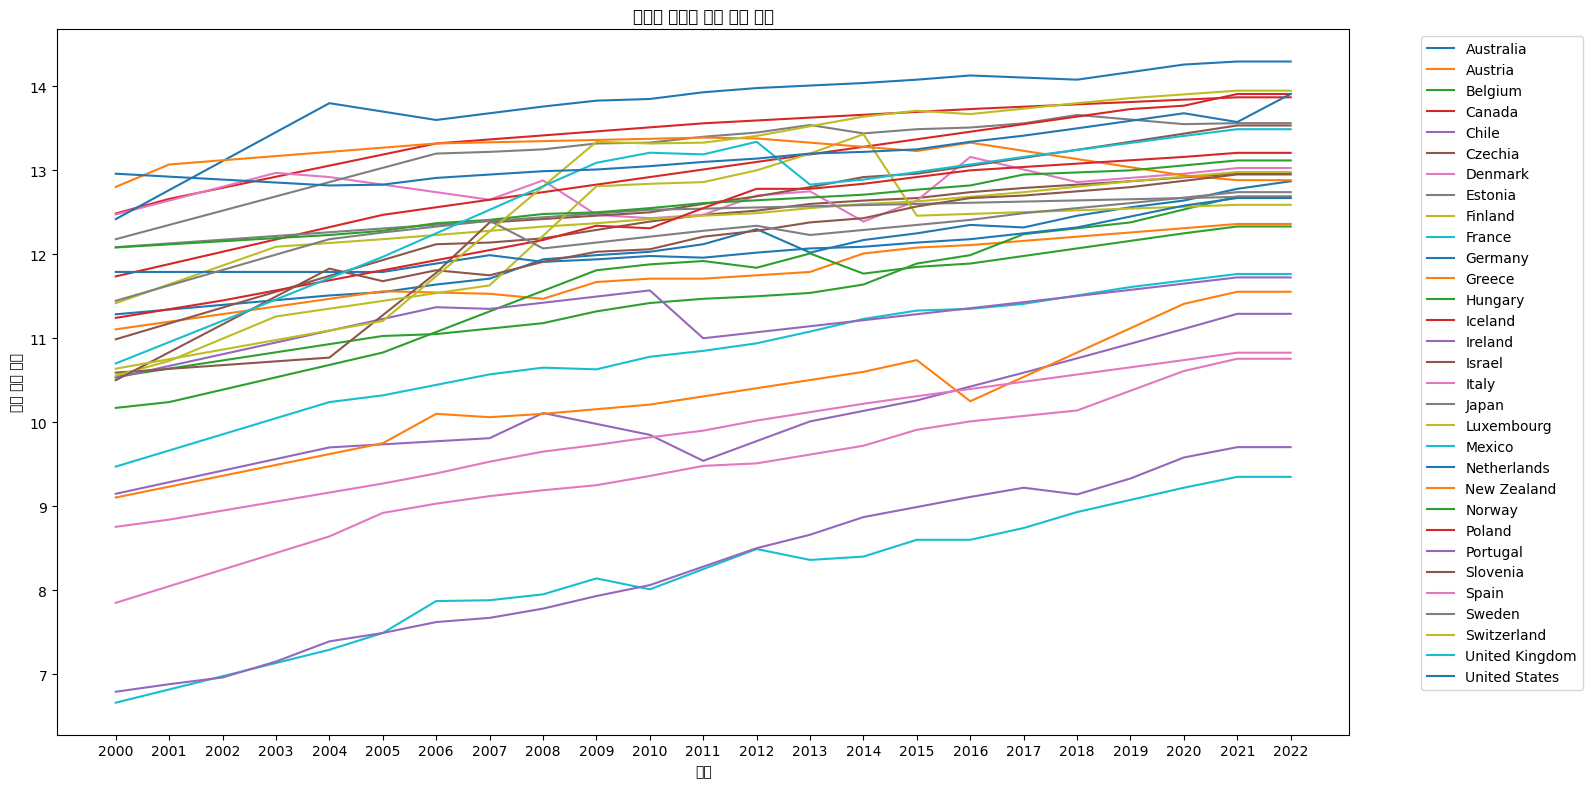 14
13
12
11
10
9
8
7
2000 2001 2002 2003 2004 2005 2006 2007 2008 2009 2010 2011 2012 2013 2014 2015 2016 2017 2018 2019 2020 2021 2022
Australia
Austria
Belgium
Canada
Chile
Czechia
Denmark
Estonia
Finland
France
Germany
Greece
Hungary
Iceland
Ireland
Israel
Italy
Japan
Luxembourg
Mexico
Netherlands
New Zealand
Norway
Poland
Portugal
Slovenia
Spain
Sweden
Switzerland
United Kingdom
United States